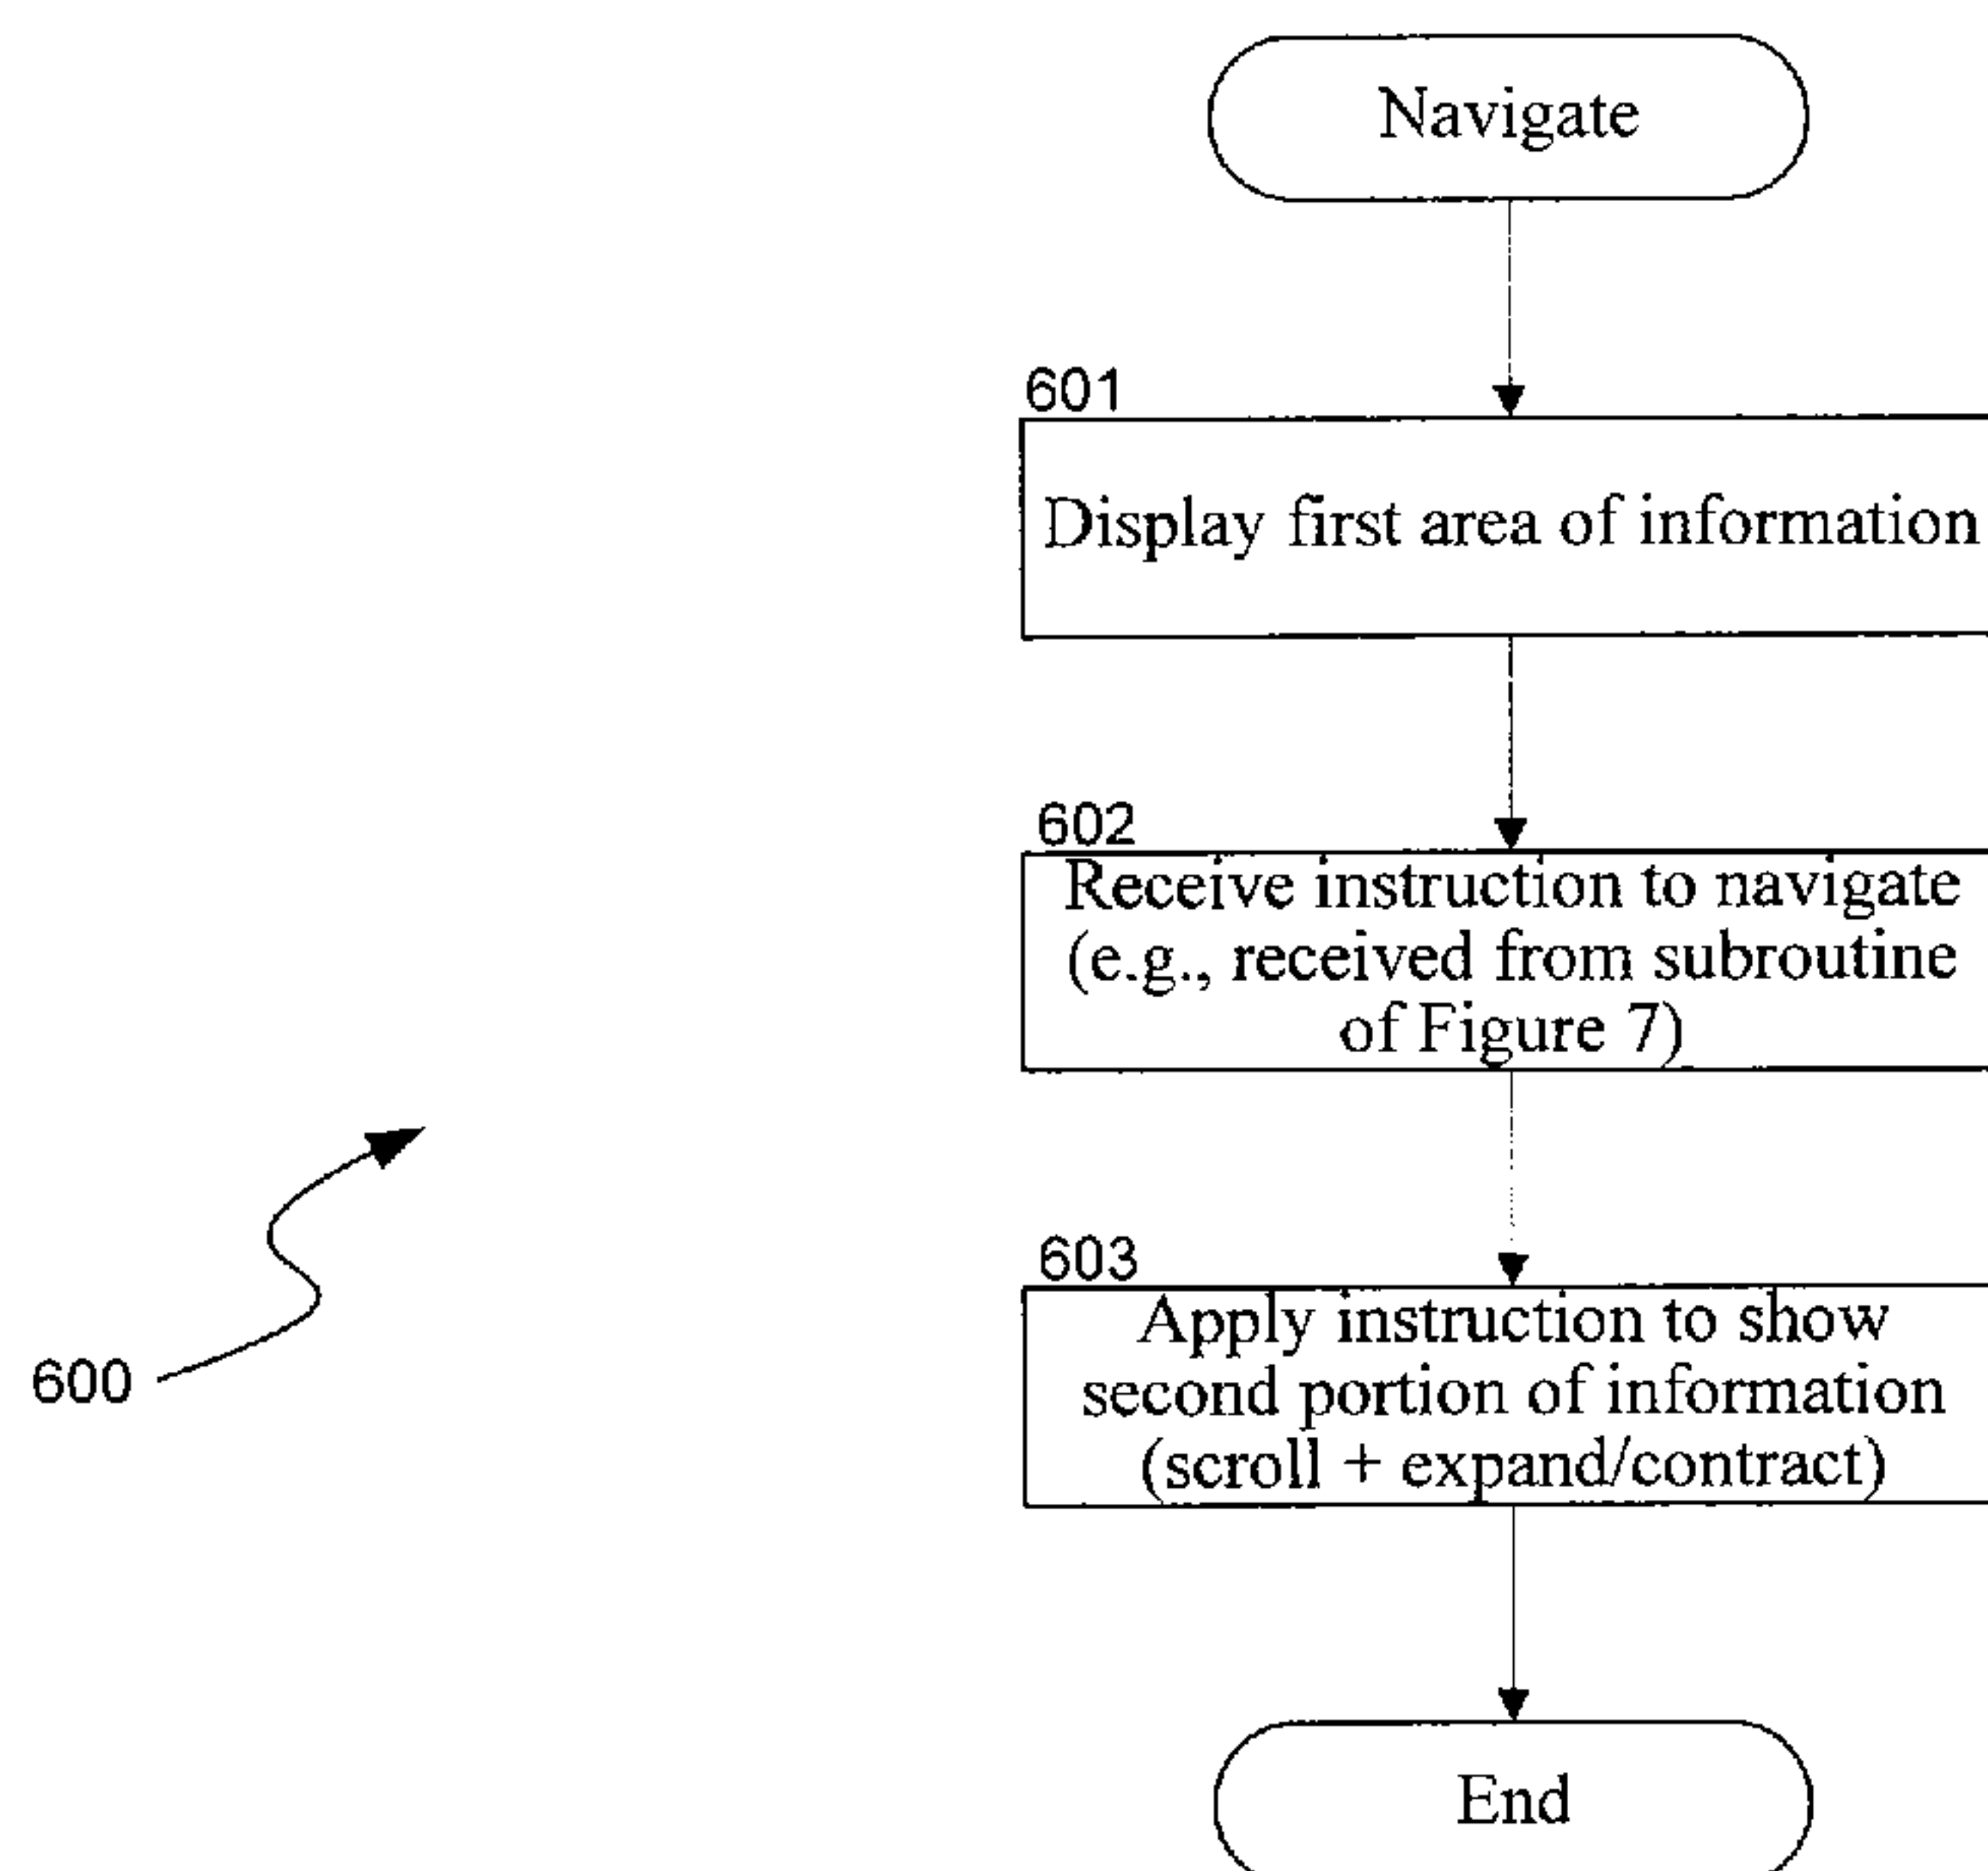 Navigate
601
Display first area of information
602
Receive instruction to navigate
(e.g., received from subroutine
of Figure 7)
603
Apply instruction to show
second portion of information
(scroll + expand/contract)
600
End